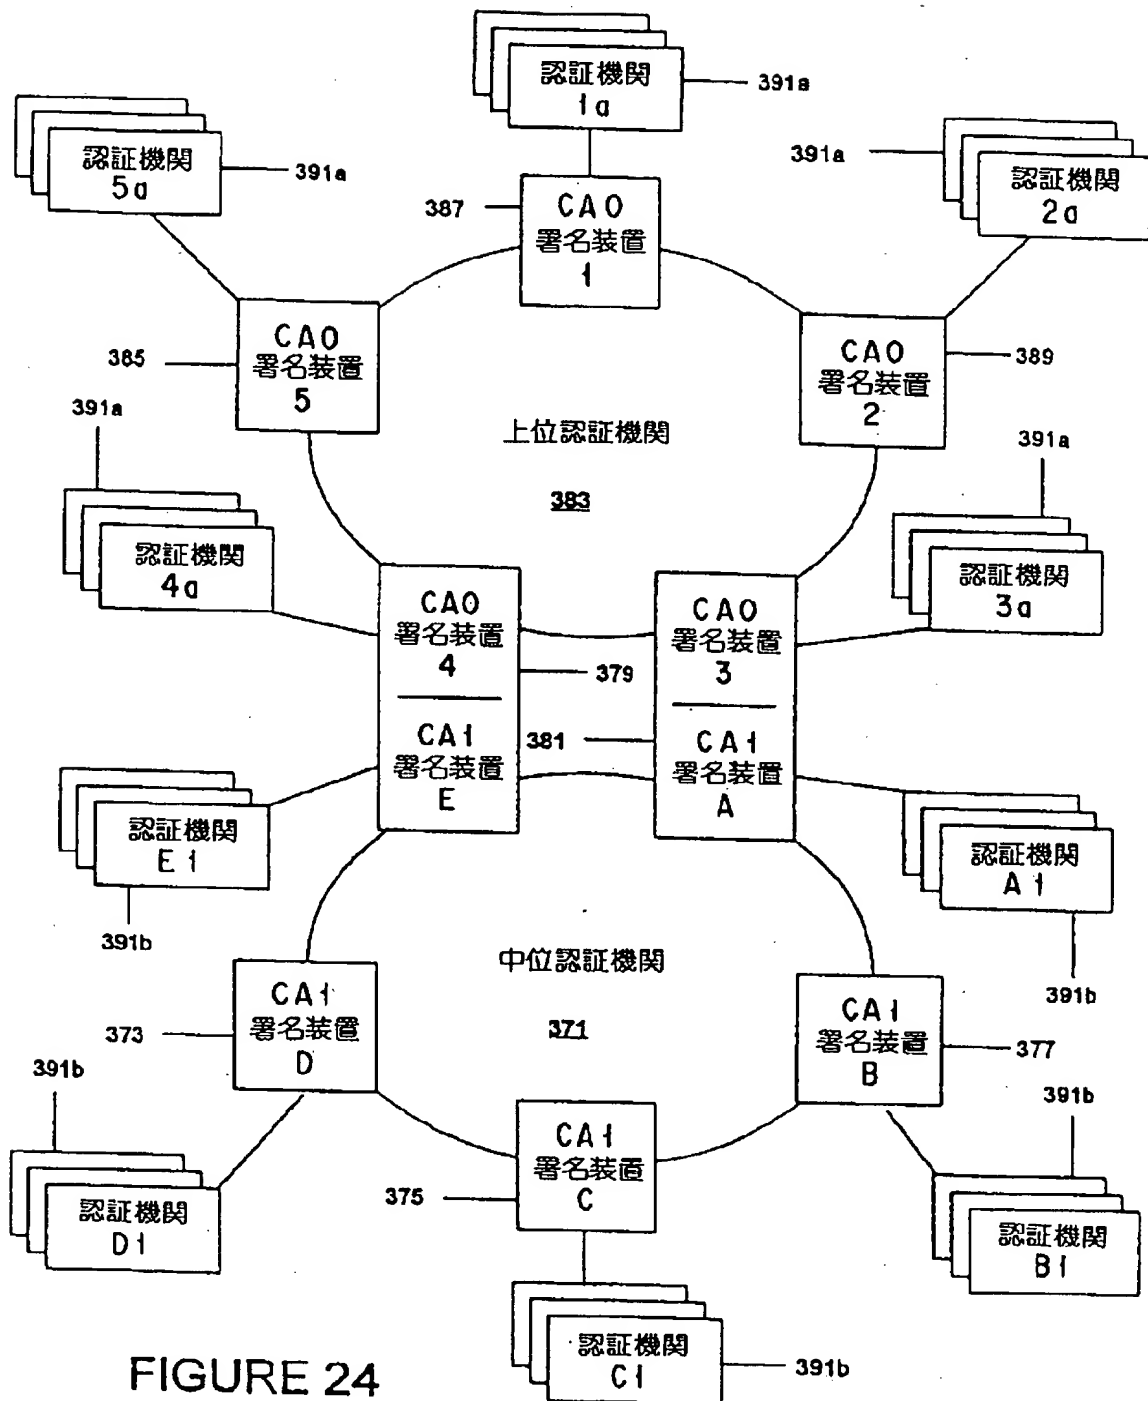 認証機関
1a
391a
認証機関
5a
391a
391a
認証機関
2a
387
CA0
署名装置
1
385
CA0
署名装置
5
CA0
署名装置
2
389
上位認証機関
383
391a
認証機関
4a
391a
認証機関
3a
CA0
署名装置
4
379
CA0
署名装置
3
CA1
署名装置
E
381
CA1
署名装置
A
認証機関
E1
391b
認証機関
A1
391b
中位認証機関
371
373
CA1
署名装置
D
CA1
署名装置
B
377
391b
認証機関
D1
375
CA1
署名装置
C
391b
認証機関
B1
認証機関
C1
391b
FIGURE 24